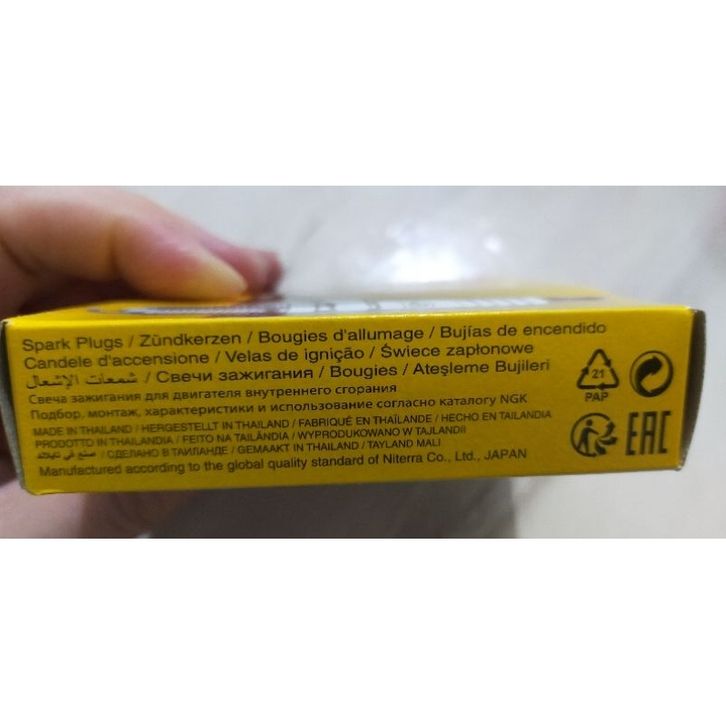 Spark Plugs / Zündkerzen / Bougies d'allumage / Bujías de encendido
Candele d'accensione / Velas de ignição / Świece zapłonowe
شمعات الإشعال / Свечи зажигания / Bougies / Ateşleme Bujileri
Свеча зажигания для двигателя внутреннего сгорания
Подбор, монтаж, характеристики и использование согласно каталогу NGK
MADE IN THAILAND / HERGESTELLT IN THAILAND / FABRIQUÉ EN THAÏLANDE / HECHO EN TAILANDIA
PRODOTTO IN THAILANDIA / FEITO NA TAILÂNDIA / WYPRODUKOWANO W TAJLANDII
صنع في تايلاند / СДЕЛАНО В ТАИЛАНДЕ / GEMAAKT IN THAILAND / TAYLAND MALI
Manufactured according to the global quality standard of Niterra Co., Ltd., JAPAN
21
PAP
EAC